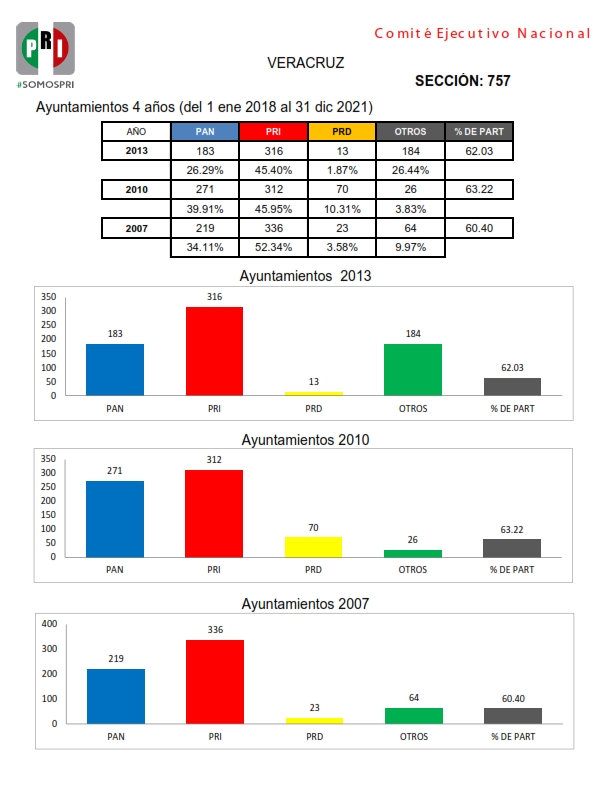 Comité Ejecutivo Nacional
PRI
#SOMOSPRI
VERACRUZ
SECCIÓN: 757
Ayuntamientos 4 años (del 1 ene 2018 al 31 dic 2021)
AÑO PAN PRI PRD OTROS % DE PART
2013 183 316 13 184 62.03
26.29% 45.40% 1.87% 26.44%
2010 271 312 70 26 63.22
39.91% 45.95% 10.31% 3.83%
2007 219 336 23 64 60.40
34.11% 52.34% 3.58% 9.97%
Ayuntamientos 2013
350
300
250
200
150
100
50
0
183 316 13 184 62.03
PAN PRI PRD OTROS % DE PART
Ayuntamientos 2010
350
300
250
200
150
100
50
0
271 312 70 26 63.22
PAN PRI PRD OTROS % DE PART
Ayuntamientos 2007
400
300
200
100
0
219 336 23 64 60.40
PAN PRI PRD OTROS % DE PART